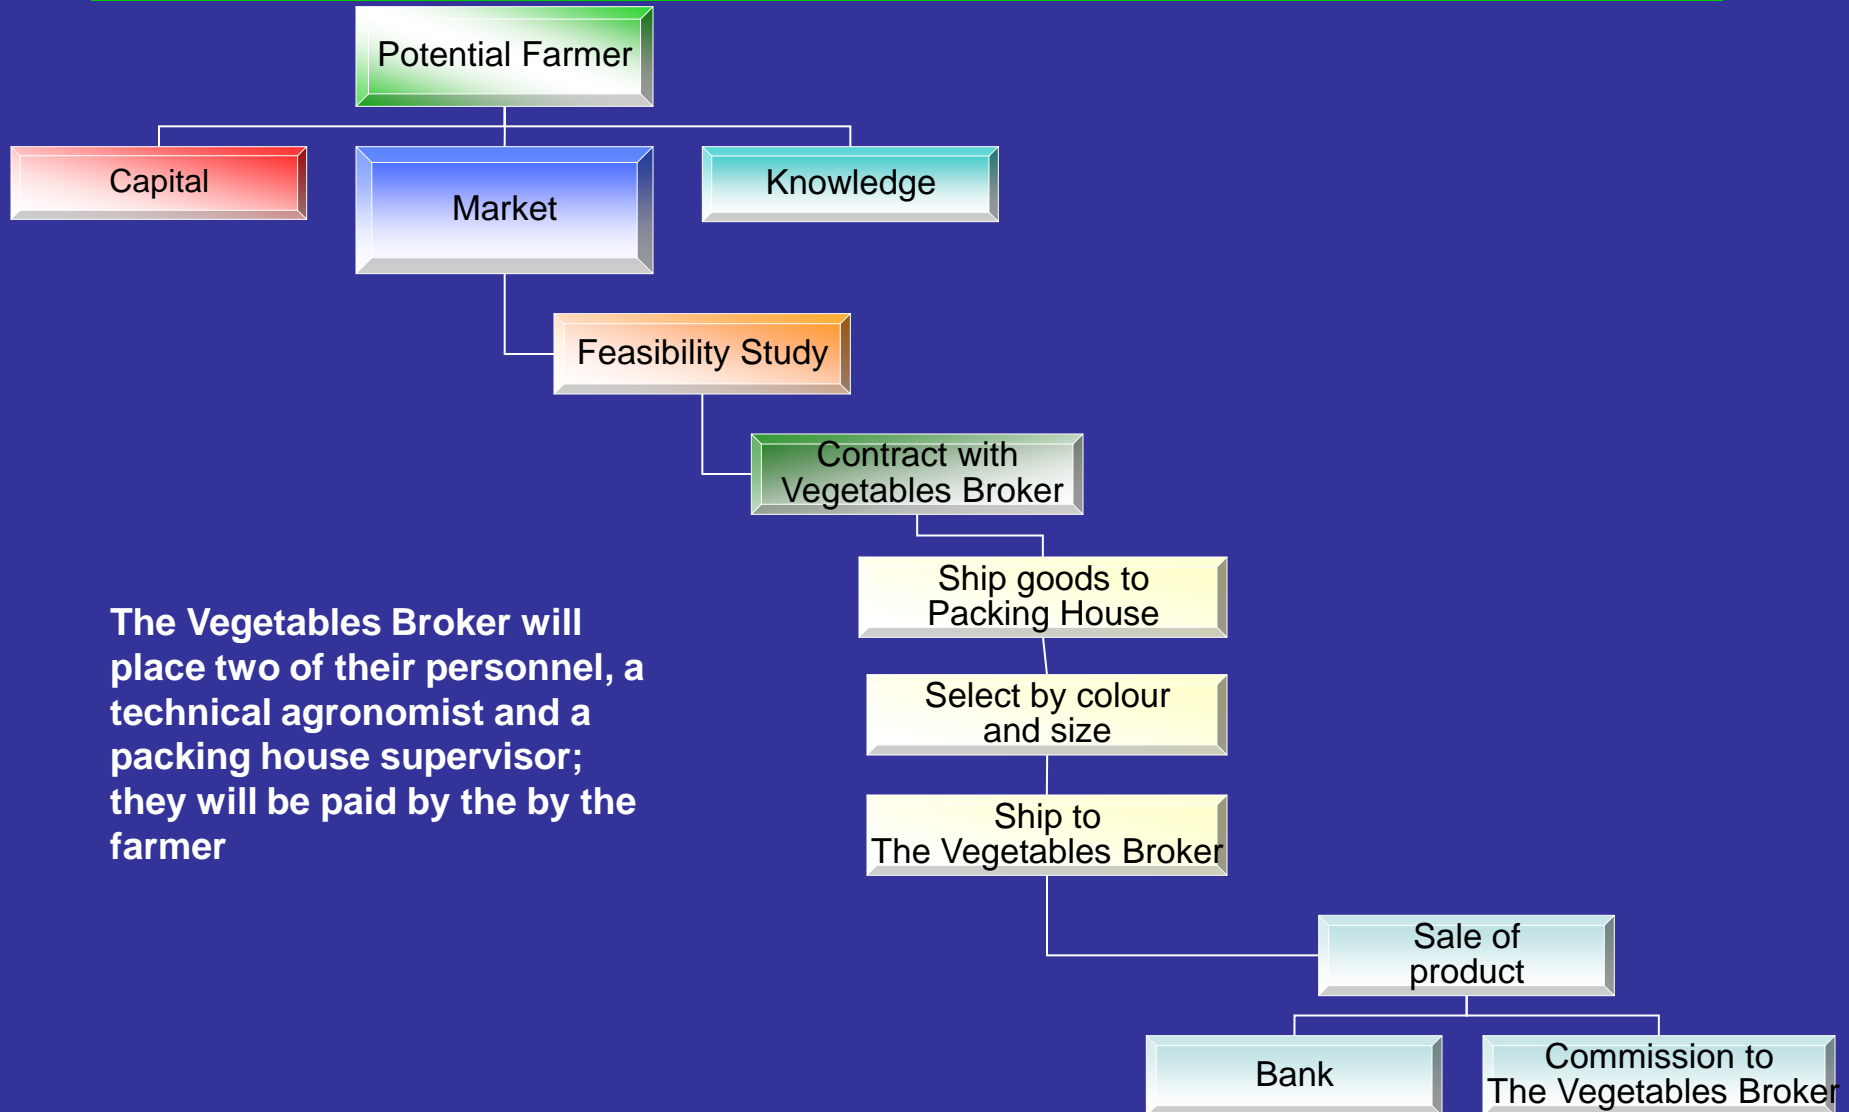 Potential Farmer
Capital
Market
Knowledge
Feasibility Study
Contract with
Vegetables Broker
Ship goods to
Packing House
Select by colour
and size
Ship to
The Vegetables Broker
The Vegetables Broker will
place two of their personnel, a
technical agronomist and a
packing house supervisor;
they will be paid by the by the
farmer
Sale of
product
Bank
Commission to
The Vegetables Broker